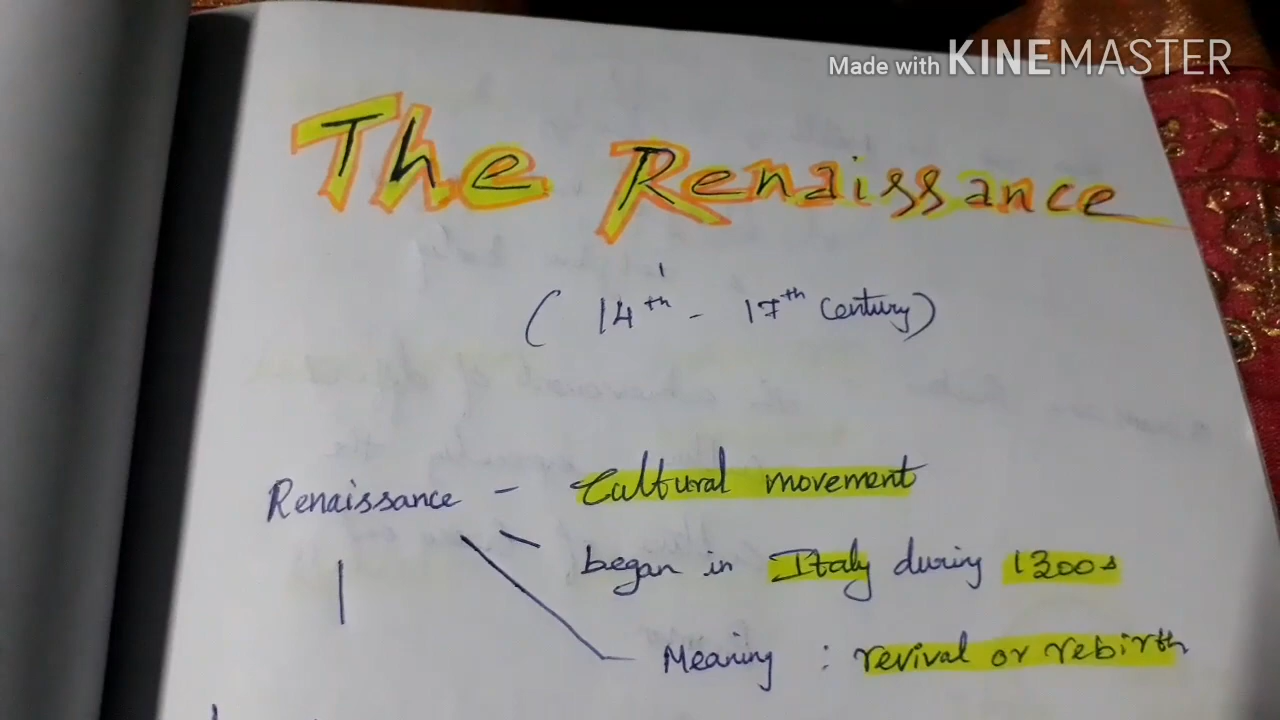 Made with KINEMASTER
The Renaissance
( 14th - 17th Century)
Renaissance - Cultural movement
began in Italy during 1300s
Meaning : revival or rebirth